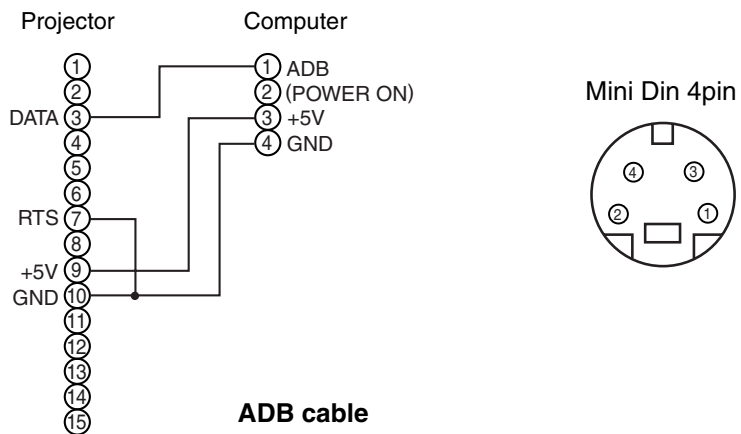 Projector Computer
1 1 ADB
2 2 (POWER ON)
DATA 3 3 +5V
4 4 GND
5
6
RTS 7
8
+5V 9
GND 10
11
12
13
14
15
ADB cable
Mini Din 4pin
4 3
2 1